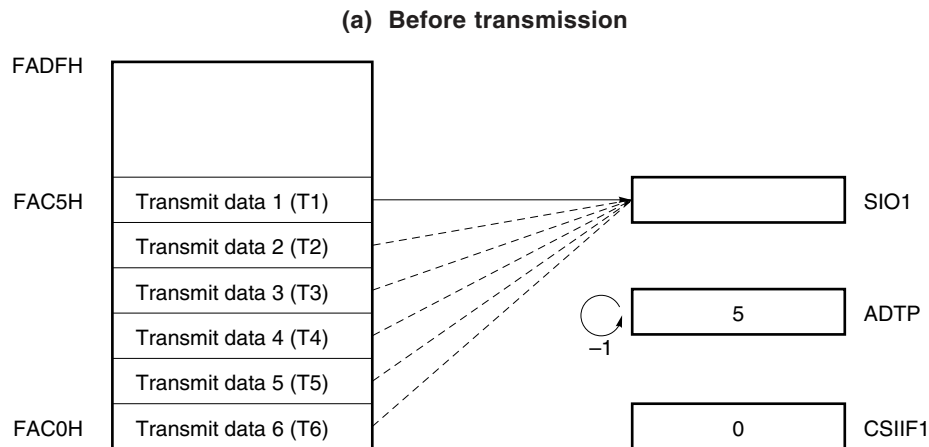 (a) Before transmission
FADFH
FAC5H Transmit data 1 (T1) SIO1
Transmit data 2 (T2)
Transmit data 3 (T3) 5 ADTP
–1
Transmit data 4 (T4)
Transmit data 5 (T5)
FAC0H Transmit data 6 (T6) 0 CSIIF1